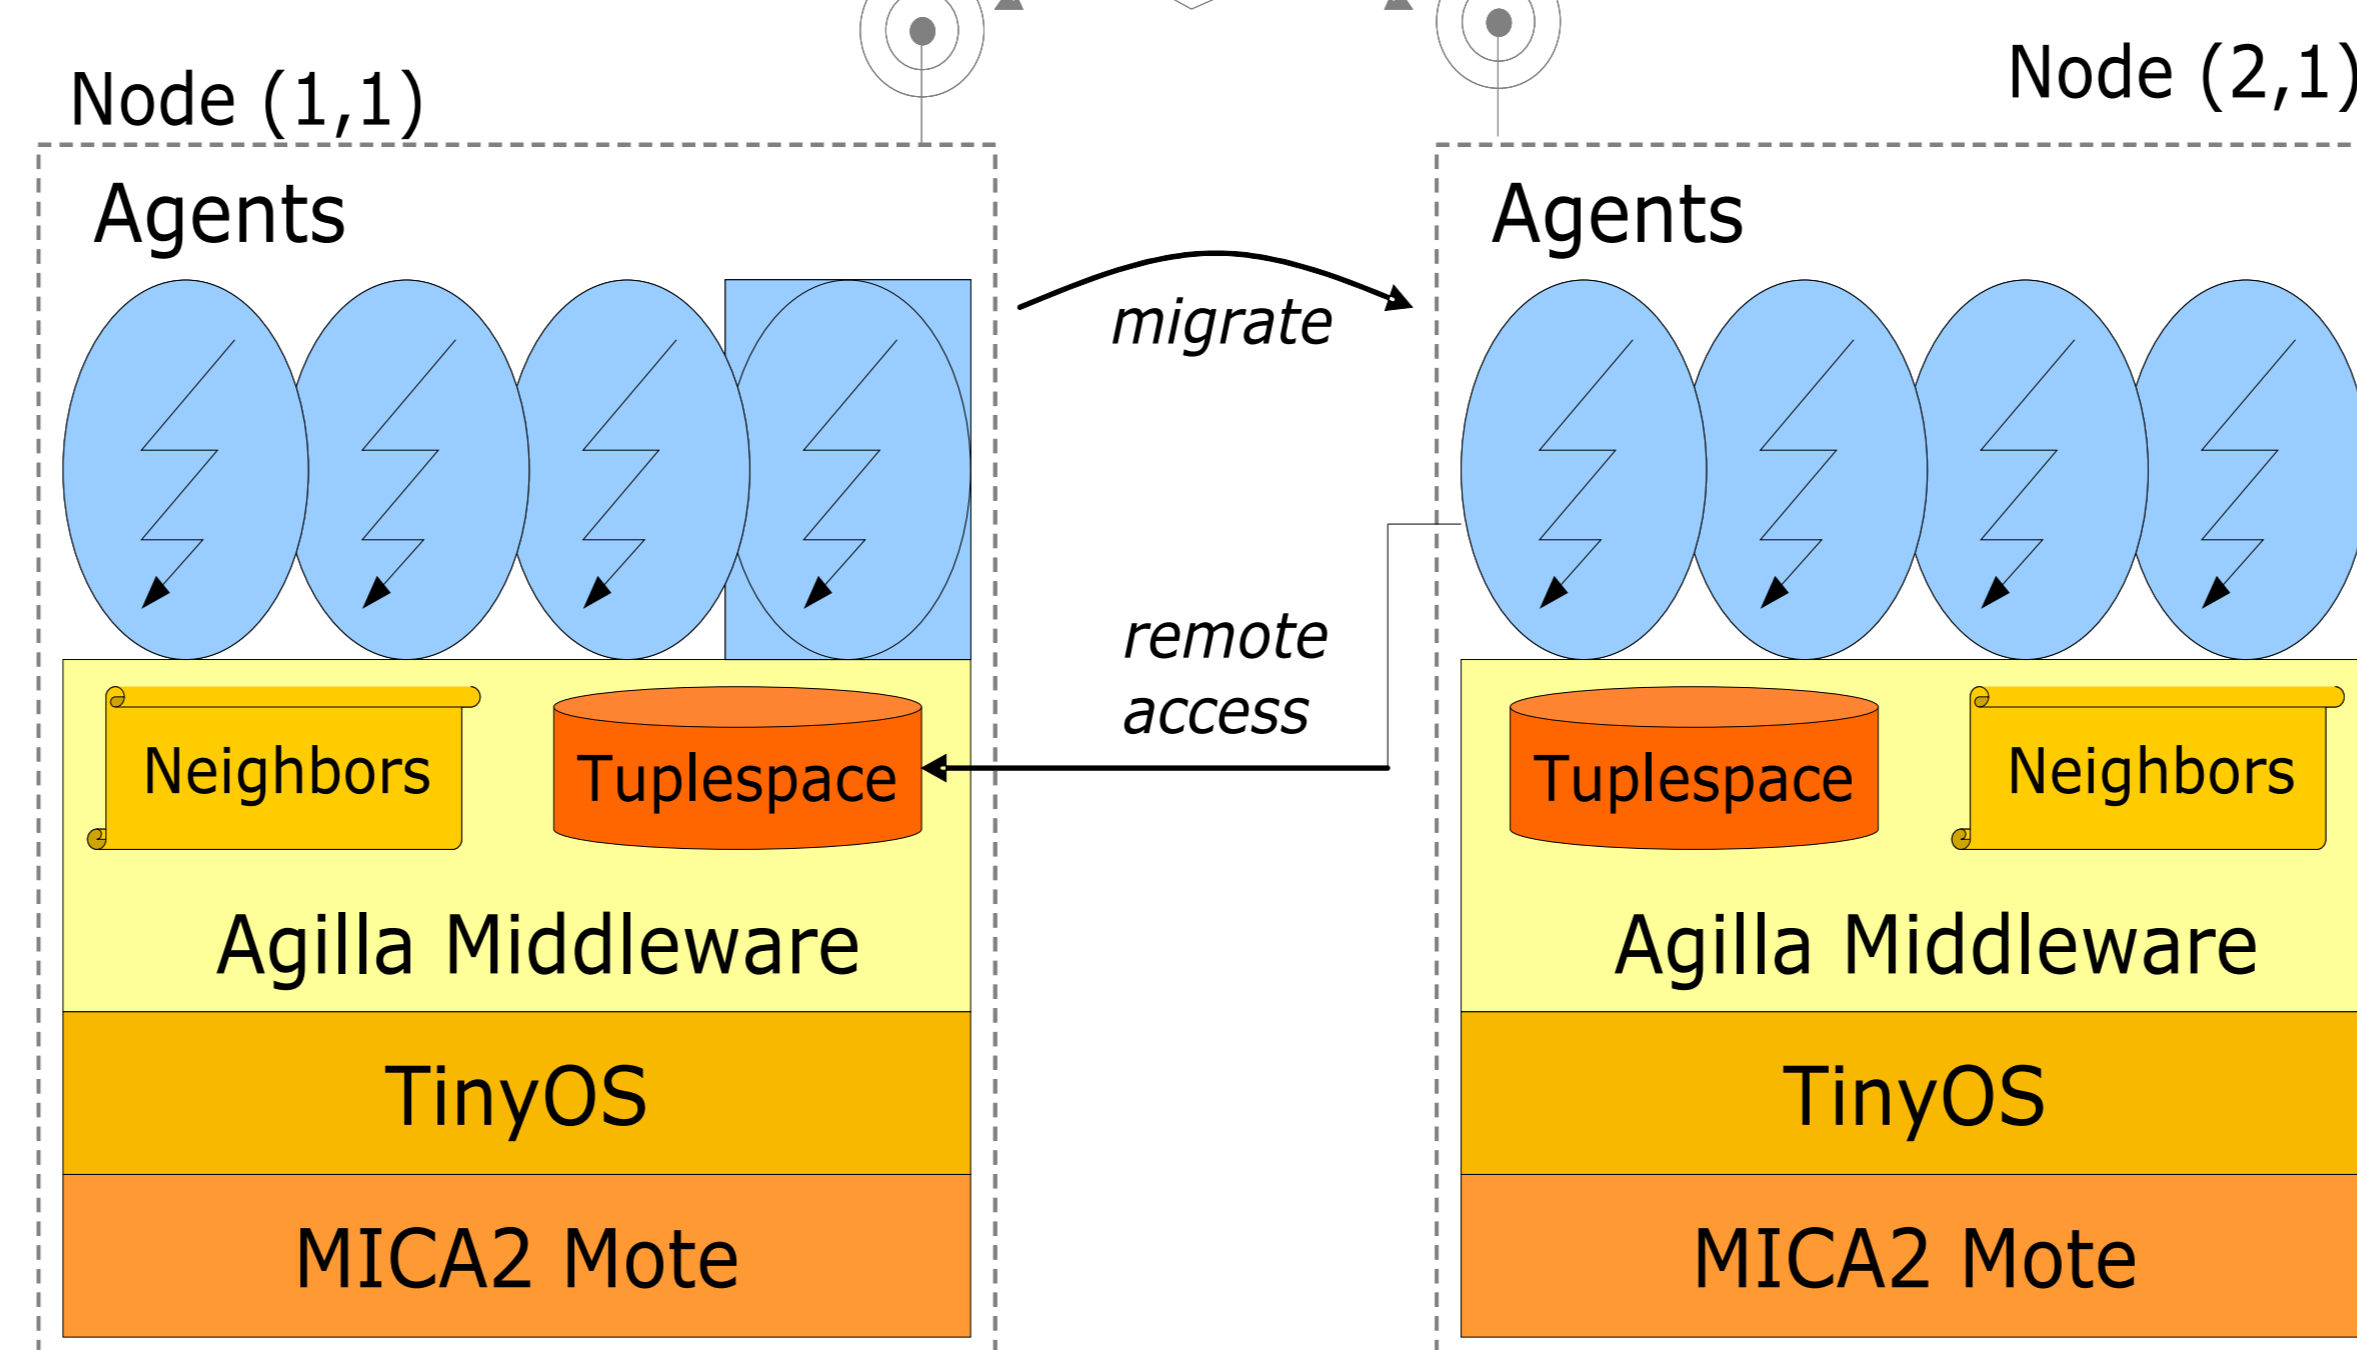 Node (1,1)
Node (2,1)
Agents
Agents
migrate
remote
access
Neighbors
Tuplespace
Tuplespace
Neighbors
Agilla Middleware
Agilla Middleware
TinyOS
TinyOS
MICA2 Mote
MICA2 Mote